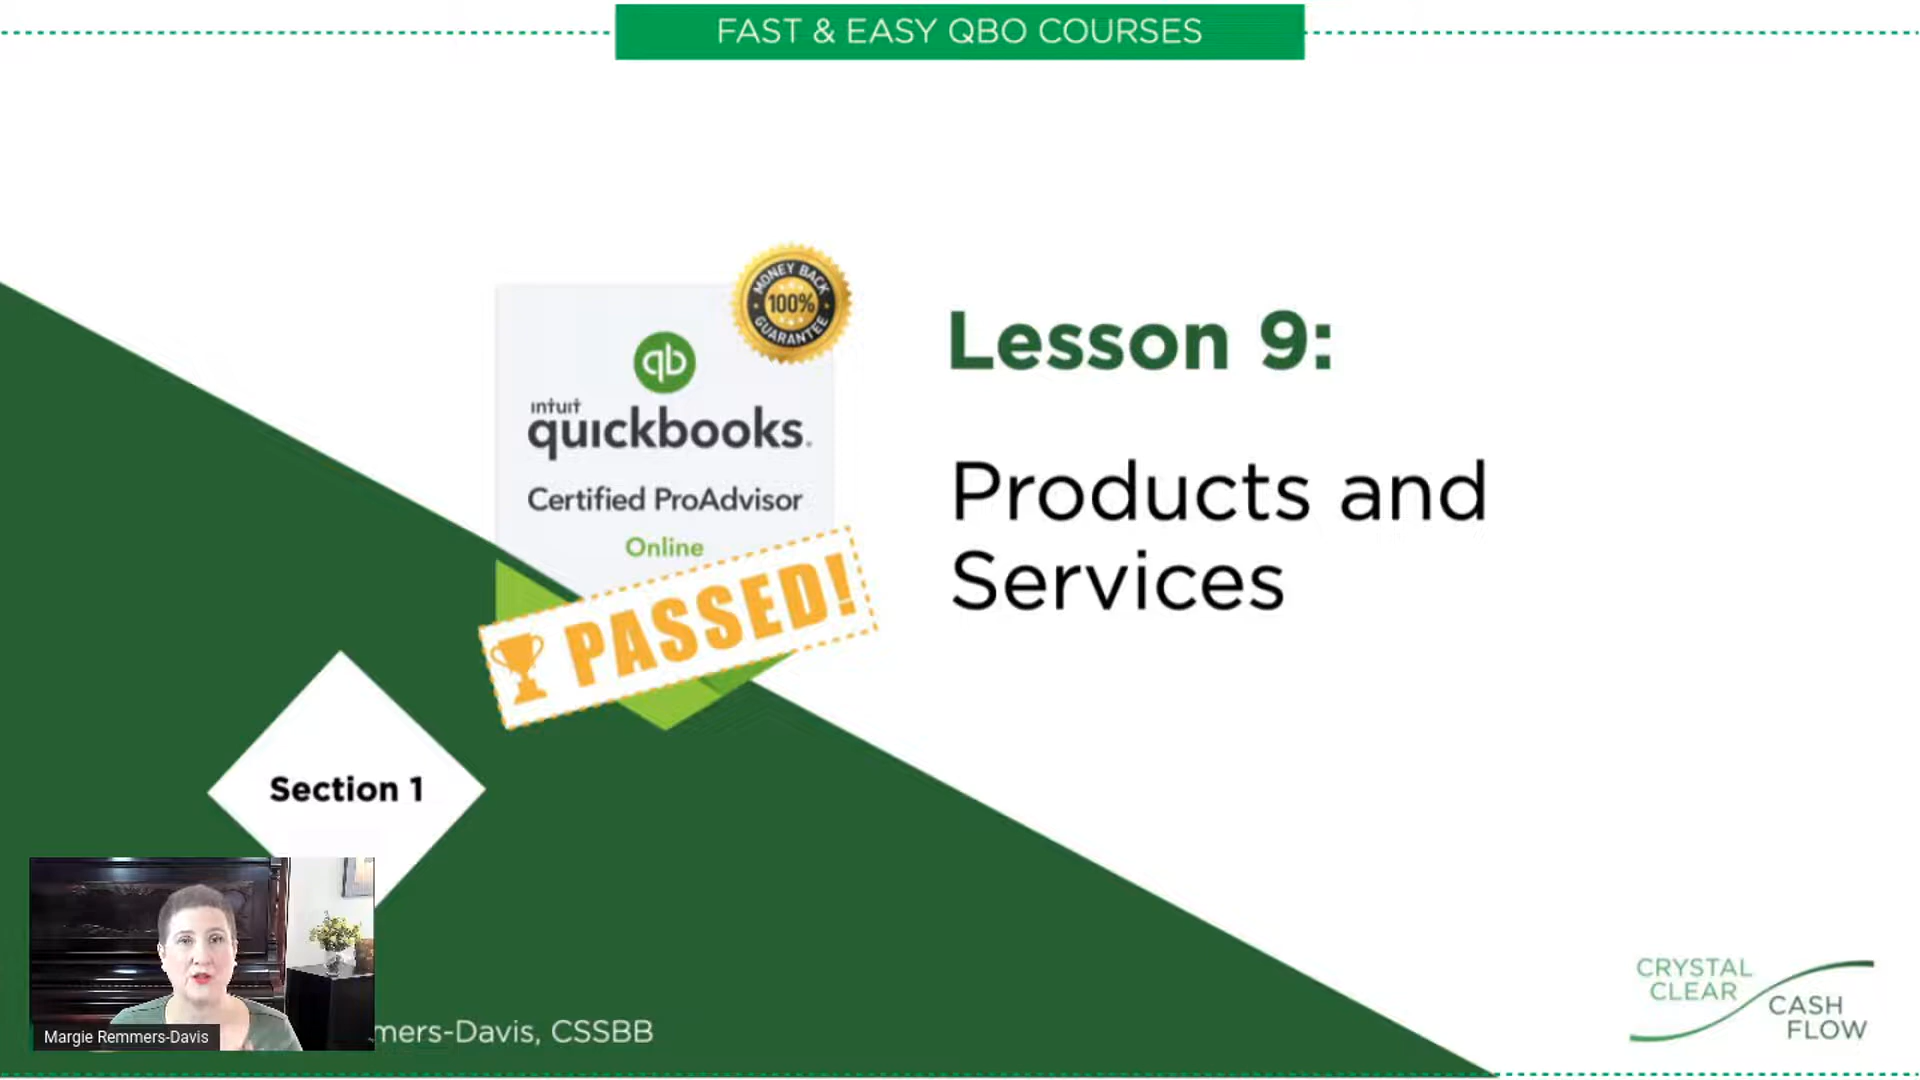 FAST & EASY QBO COURSES
MONEY BACK
100%
GUARANTEE
qb
intuit
quickbooks.
Certified ProAdvisor
Online
PASSED!
Lesson 9:
Products and
Services
Section 1
Margie Remmers-Davis
mers-Davis, CSSBB
CRYSTAL
CLEAR
CASH
FLOW